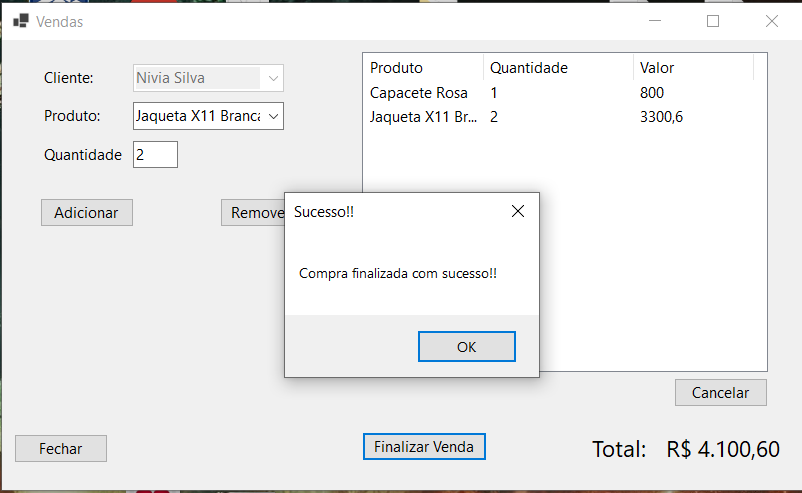 Vendas
Cliente:
Nivia Silva
Produto:
Jaqueta X11 Branca
Quantidade
2
Adicionar
Remove
Produto Quantidade Valor
Capacete Rosa 1 800
Jaqueta X11 Br... 2 3300,6
Sucesso!!
Compra finalizada com sucesso!!
OK
Cancelar
Fechar
Finalizar Venda
Total: R$ 4.100,60